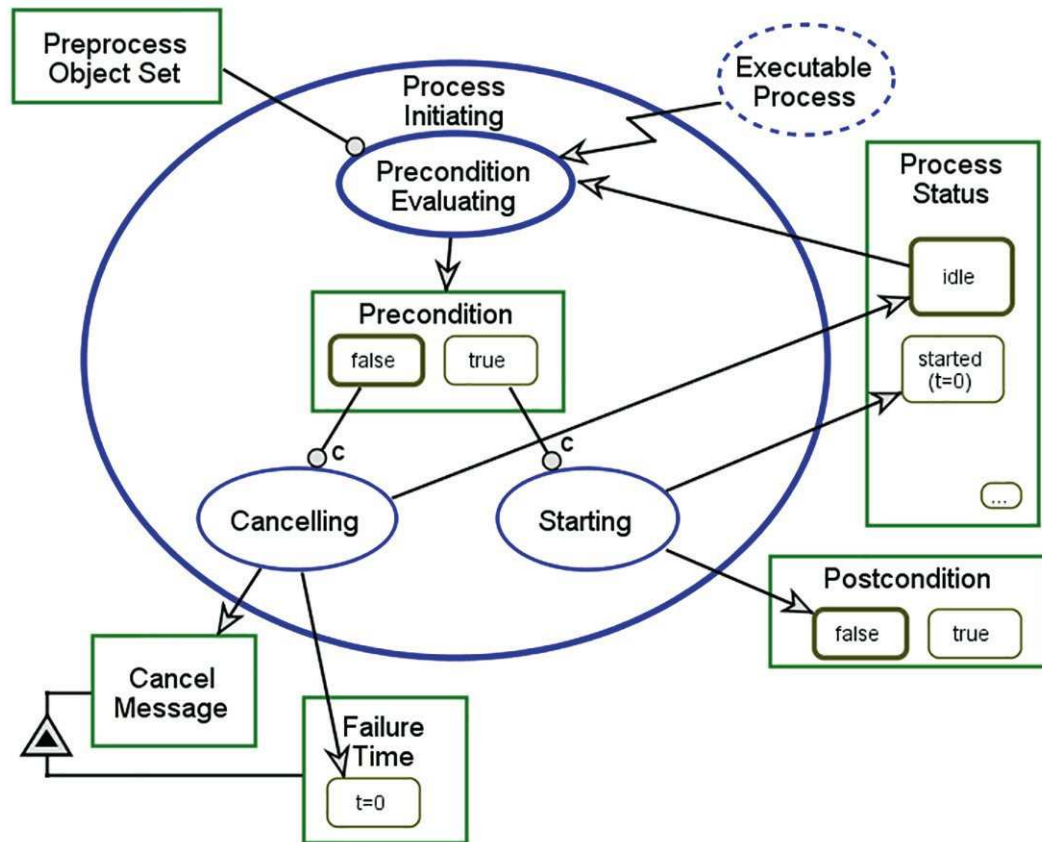 Preprocess
Object Set
Process
Initiating
Executable
Process
Precondition
Evaluating
Process
Status
idle
started
(t=0)
...
Precondition
false
true
c
c
Cancelling
Starting
Postcondition
false
true
Cancel
Message
Failure
Time
t=0